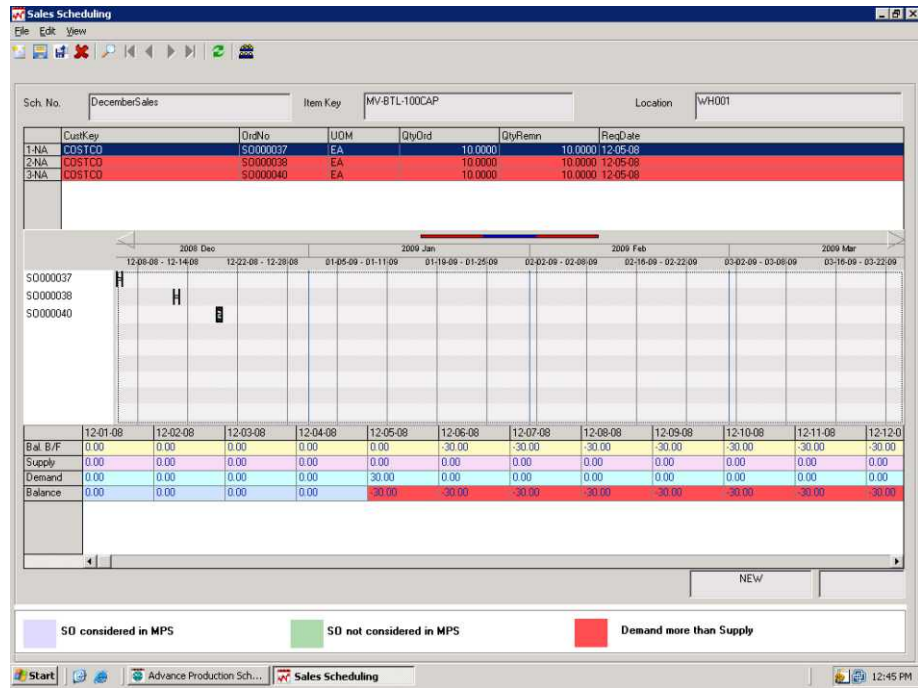 Sales Scheduling
File Edit View
Sch. No. DecemberSales Item Key MV-BTL-100CAP Location WH001
CustKey OrdNo UOM QtyOrd QtyRemn ReqDate
1-NA COSTCO SO000037 EA 10.0000 10.0000 12-05-08
2-NA COSTCO SO000038 EA 10.0000 10.0000 12-05-08
3-NA COSTCO SO000040 EA 10.0000 10.0000 12-05-08
2008 Dec 2009 Jan 2009 Feb 2009 Mar
12-08-08 - 12-14-08 12-22-08 - 12-28-08 01-05-09 - 01-11-09 01-19-09 - 01-25-09 02-02-09 - 02-08-09 02-16-09 - 02-22-09 03-02-09 - 03-08-09 03-16-09 - 03-22-09
SO000037
SO000038
SO000040
12-01-08 12-02-08 12-03-08 12-04-08 12-05-08 12-06-08 12-07-08 12-08-08 12-09-08 12-10-08 12-11-08 12-12-0
Bal. B/F 0.00 0.00 0.00 0.00 0.00 -30.00 -30.00 -30.00 -30.00 -30.00 -30.00 -30.00
Supply 0.00 0.00 0.00 0.00 0.00 0.00 0.00 0.00 0.00 0.00 0.00 0.00
Demand 0.00 0.00 0.00 0.00 30.00 0.00 0.00 0.00 0.00 0.00 0.00 0.00
Balance 0.00 0.00 0.00 0.00 -30.00 -30.00 -30.00 -30.00 -30.00 -30.00 -30.00 -30.00
NEW
SO considered in MPS SO not considered in MPS Demand more than Supply
Start Advance Production Sch... Sales Scheduling 12:45 PM